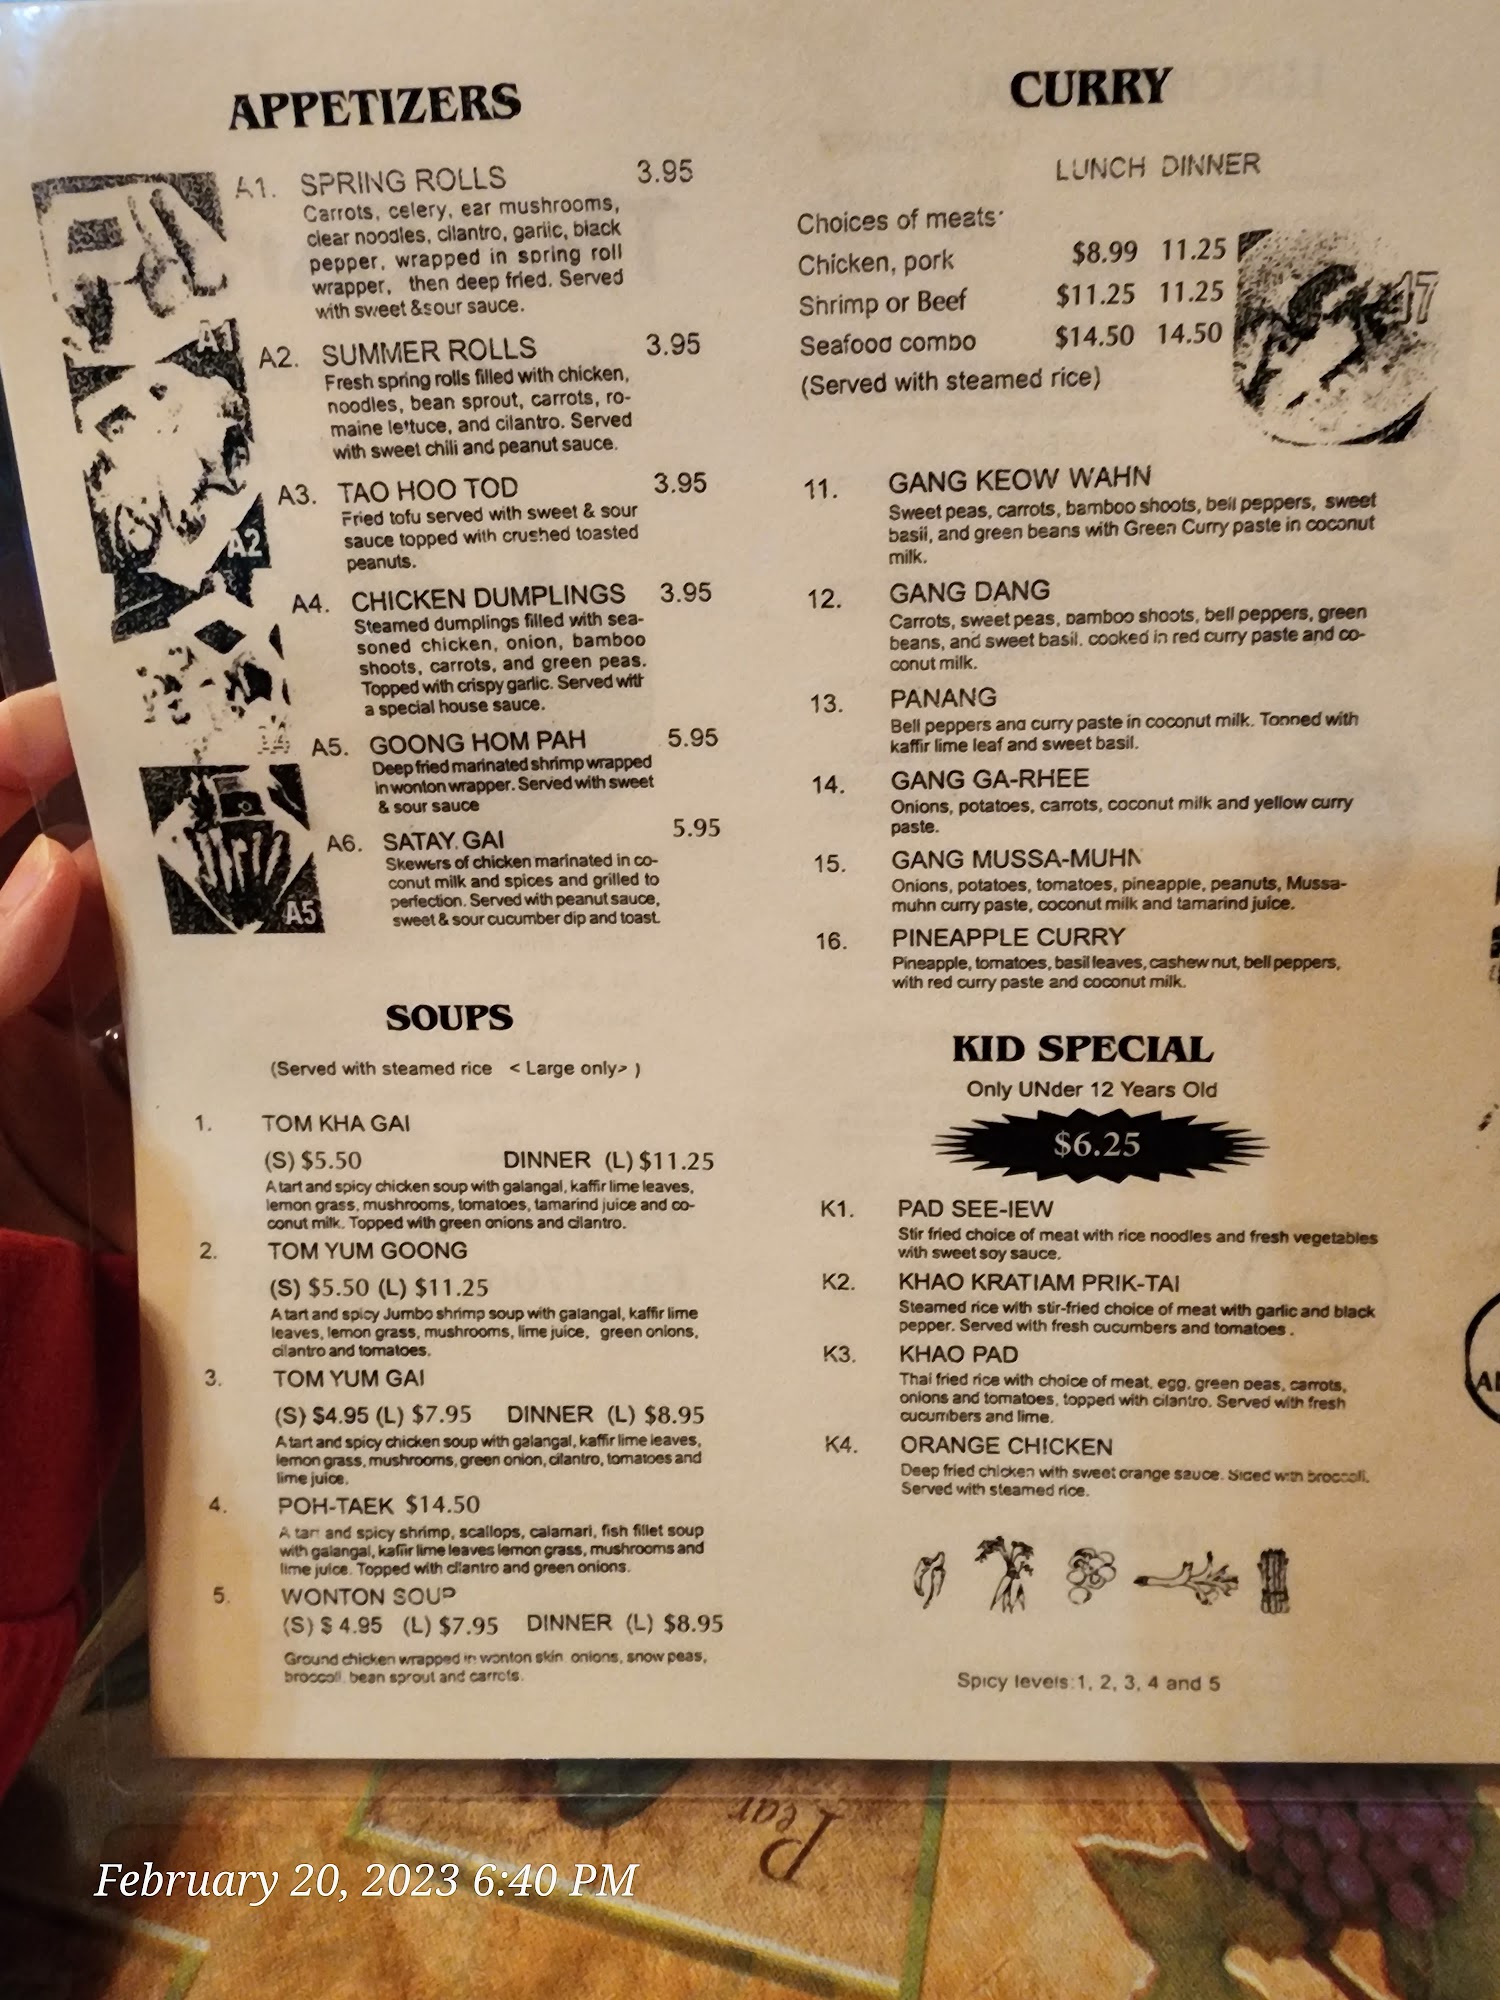 APPETIZERS
A1. SPRING ROLLS 3.95
Carrots, celery, ear mushrooms,
clear noodles, cilantro, garlic, black
pepper, wrapped in spring roll
wrapper, then deep fried. Served
with sweet &sour sauce.
A2. SUMMER ROLLS 3.95
Fresh spring rolls filled with chicken,
noodles, bean sprout, carrots, ro-
maine lettuce, and cilantro. Served
with sweet chili and peanut sauce.
A3. TAO HOO TOD 3.95
Fried tofu served with sweet & sour
sauce topped with crushed toasted
peanuts.
A4. CHICKEN DUMPLINGS 3.95
Steamed dumplings filled with sea-
soned chicken, onion, bamboo
shoots, carrots, and green peas.
Topped with crispy garlic. Served with
a special house sauce.
A5. GOONG HOM PAH 5.95
Deep fried marinated shrimp wrapped
in wonton wrapper. Served with sweet
& sour sauce
A6. SATAY GAI 5.95
Skewers of chicken marinated in co-
conut milk and spices and grilled to
perfection. Served with peanut sauce,
sweet & sour cucumber dip and toast.
A1
A2
A5
SOUPS
(Served with steamed rice < Large only> )
1. TOM KHA GAI
(S) $5.50 DINNER (L) $11.25
A tart and spicy chicken soup with galangal, kaffir lime leaves,
lemon grass, mushrooms, tomatoes, tamarind juice and co-
conut milk. Topped with green onions and cilantro.
2. TOM YUM GOONG
(S) $5.50 (L) $11.25
A tart and spicy Jumbo shrimp soup with galangal, kaffir lime
leaves, lemon grass, mushrooms, lime juice, green onions,
cilantro and tomatoes.
3. TOM YUM GAI
(S) $4.95 (L) $7.95 DINNER (L) $8.95
A tart and spicy chicken soup with galangal, kaffir lime leaves,
lemon grass, mushrooms, green onion, cilantro, tomatoes and
lime juice.
4. POH-TAEK $14.50
A tart and spicy shrimp, scallops, calamari, fish fillet soup
with galangal, kaffir lime leaves lemon grass, mushrooms and
lime juice. Topped with cilantro and green onions.
5. WONTON SOUP
(S) $ 4.95 (L) $7.95 DINNER (L) $8.95
Ground chicken wrapped in wonton skin onions, snow peas,
broccoli, bean sprout and carrots.
CURRY
LUNCH DINNER
Choices of meats:
Chicken, pork $8.99 11.25
Shrimp or Beef $11.25 11.25
Seafood combo $14.50 14.50
(Served with steamed rice)
17
11. GANG KEOW WAHN
Sweet peas, carrots, bamboo shoots, bell peppers, sweet
basil, and green beans with Green Curry paste in coconut
milk.
12. GANG DANG
Carrots, sweet peas, bamboo shoots, bell peppers, green
beans, and sweet basil. cooked in red curry paste and co-
conut milk.
13. PANANG
Bell peppers and curry paste in coconut milk. Tonned with
kaffir lime leaf and sweet basil.
14. GANG GA-RHEE
Onions, potatoes, carrots, coconut milk and yellow curry
paste.
15. GANG MUSSA-MUHN
Onions, potatoes, tomatoes, pineapple, peanuts, Mussa-
muhn curry paste, coconut milk and tamarind juice.
16. PINEAPPLE CURRY
Pineapple, tomatoes, basil leaves, cashew nut, bell peppers,
with red curry paste and coconut milk.
KID SPECIAL
Only UNder 12 Years Old
$6.25
K1. PAD SEE-IEW
Stir fried choice of meat with rice noodles and fresh vegetables
with sweet soy sauce.
K2. KHAO KRATIAM PRIK-TAI
Steamed rice with stir-fried choice of meat with garlic and black
pepper. Served with fresh cucumbers and tomatoes .
K3. KHAO PAD
Thai fried rice with choice of meat, egg, green peas, carrots,
onions and tomatoes, topped with cilantro. Served with fresh
cucumbers and lime.
K4. ORANGE CHICKEN
Deep fried chicken with sweet orange sauce. Sided with broccoli.
Served with steamed rice.
Spicy levels:1, 2, 3, 4 and 5
Pear
February 20, 2023 6:40 PM